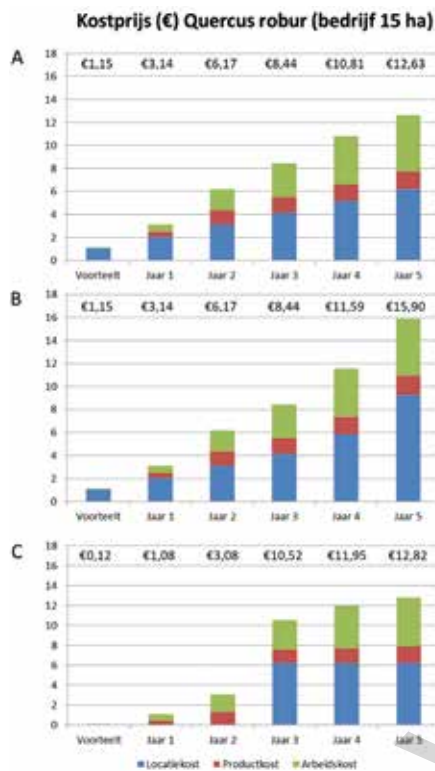 Kostprijs (€) Quercus robur (bedrijf 15 ha)
A
€1,15 €3,14 €6,17 €8,44 €10,81 €12,63
18
16
14
12
10
8
6
4
2
0
Voorteelt Jaar 1 Jaar 2 Jaar 3 Jaar 4 Jaar 5
B
€1,15 €3,14 €6,17 €8,44 €11,59 €15,90
18
16
14
12
10
8
6
4
2
0
Voorteelt Jaar 1 Jaar 2 Jaar 3 Jaar 4 Jaar 5
C
€0,12 €1,08 €3,08 €10,52 €11,95 €12,82
18
16
14
12
10
8
6
4
2
0
Voorteelt Jaar 1 Jaar 2 Jaar 3 Jaar 4 Jaar 5
Locatiekost Productkost Arbeidskost